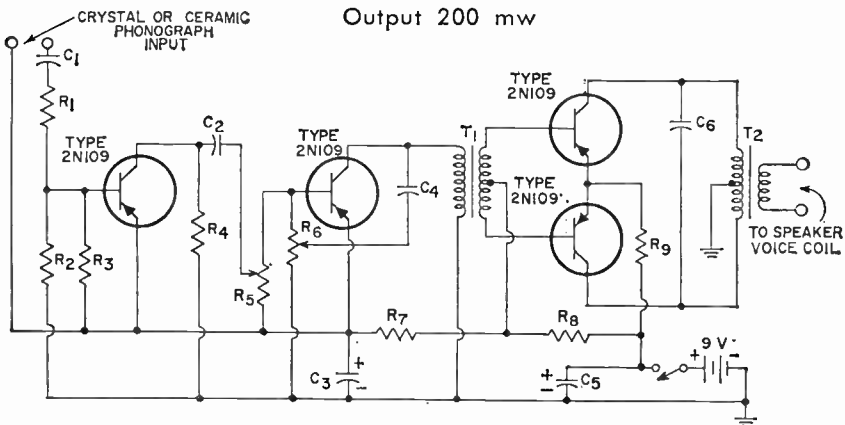 CRYSTAL OR CERAMIC
PHONOGRAPH
INPUT
Output 200 mw
C1
R1
TYPE
2N109
C2
TYPE
2N109
T1
TYPE
2N109
C6
T2
R2
R3
R4
R5
R6
C4
TYPE
2N109
R9
TO SPEAKER
VOICE COIL
R7
R8
C3
+
-
+
-
C5
+
9 V
-